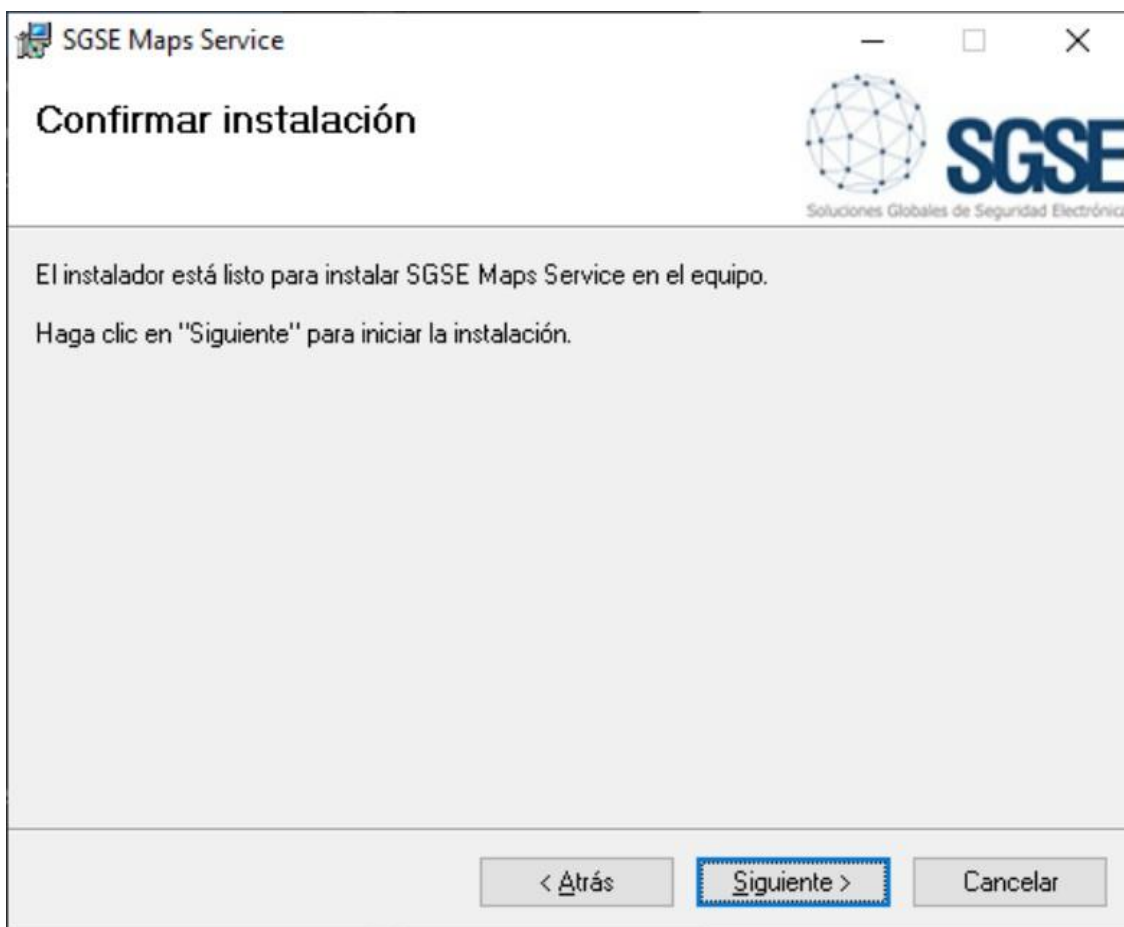 SGSE Maps Service
Confirmar instalación
SGSE
Soluciones Globales de Seguridad Electrónica
El instalador está listo para instalar SGSE Maps Service en el equipo.
Haga clic en "Siguiente" para iniciar la instalación.
< Atrás
Siguiente >
Cancelar